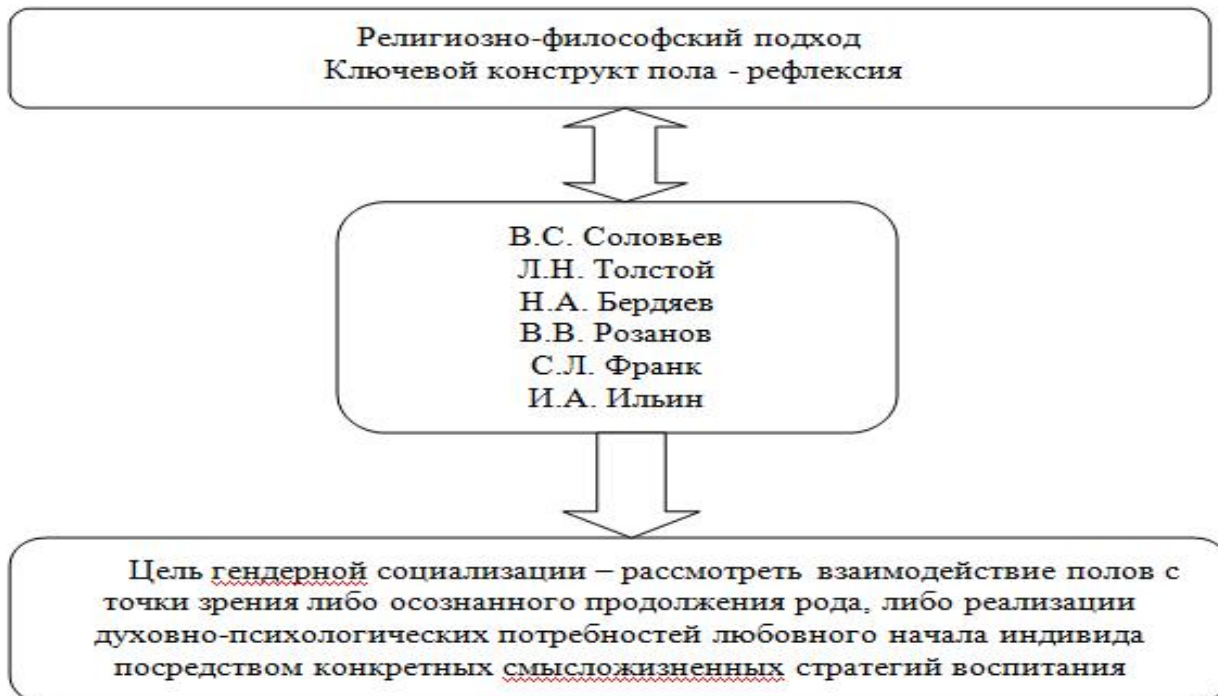 Религиозно-философский подход
Ключевой конструкт пола - рефлексия
В.С. Соловьев
Л.Н. Толстой
Н.А. Бердяев
В.В. Розанов
С.Л. Франк
И.А. Ильин
Цель гендерной социализации – рассмотреть взаимодействие полов с
точки зрения либо осознанного продолжения рода, либо реализации
духовно-психологических потребностей любовного начала индивида
посредством конкретных смысложизненных стратегий воспитания